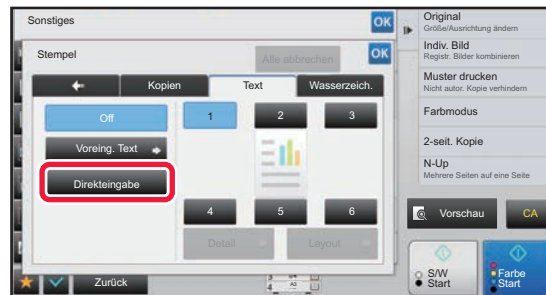 Sonstiges
OK
Stempel
Alle abbrechen
OK
Kopien
Text
Wasserzeich.
Off
Voreing. Text
Direkteingabe
1
2
3
4
5
6
Detail
Layout
Zurück
A3
Original
Größe/Ausrichtung ändern
Indiv. Bild
Registr. Bilder kombinieren
Muster drucken
Nicht autor. Kopie verhindern
Farbmodus
2-seit. Kopie
N-Up
Mehrere Seiten auf eine Seite
Vorschau
CA
S/W
Start
Farbe
Start